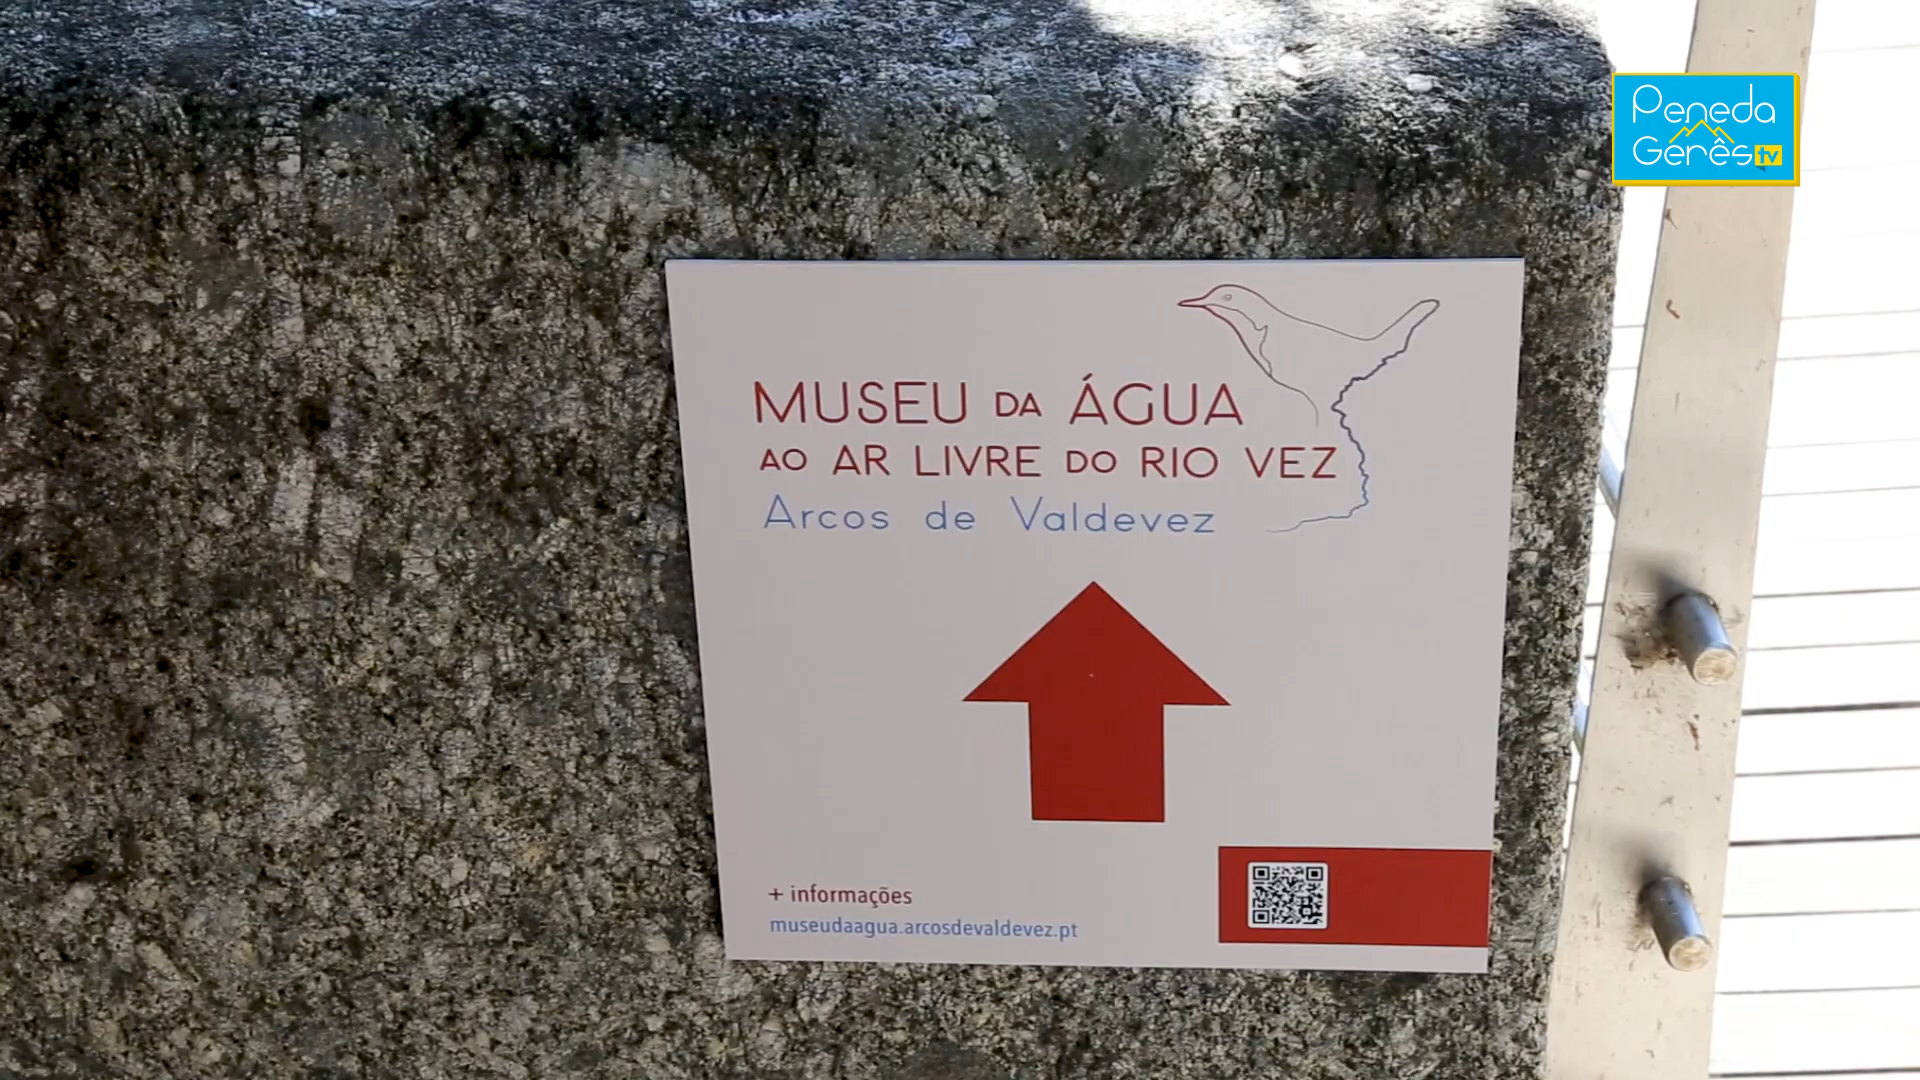 Peneda
Gerês tv
MUSEU DA ÁGUA
AO AR LIVRE DO RIO VEZ
Arcos de Valdevez
+ informações
museudaagua.arcosdevaldevez.pt